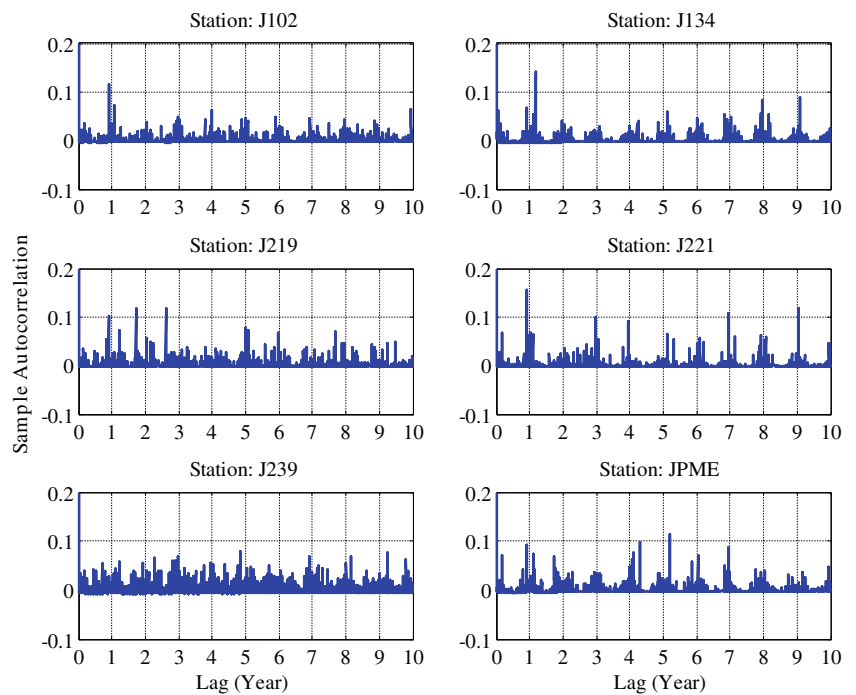 Station: J102
Station: J134
0.2
0.1
0
-0.1
0 1 2 3 4 5 6 7 8 9 10
0.2
0.1
0
-0.1
0 1 2 3 4 5 6 7 8 9 10
Sample Autocorrelation
Station: J219
Station: J221
0.2
0.1
0
-0.1
0 1 2 3 4 5 6 7 8 9 10
0.2
0.1
0
-0.1
0 1 2 3 4 5 6 7 8 9 10
Station: J239
Station: JPME
0.2
0.1
0
-0.1
0 1 2 3 4 5 6 7 8 9 10
Lag (Year)
0.2
0.1
0
-0.1
0 1 2 3 4 5 6 7 8 9 10
Lag (Year)